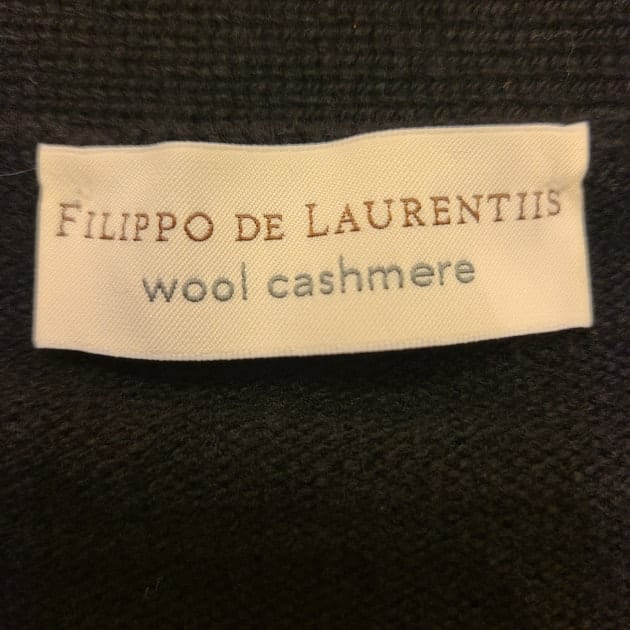 FILIPPO DE LAURENTIIS
wool cashmere